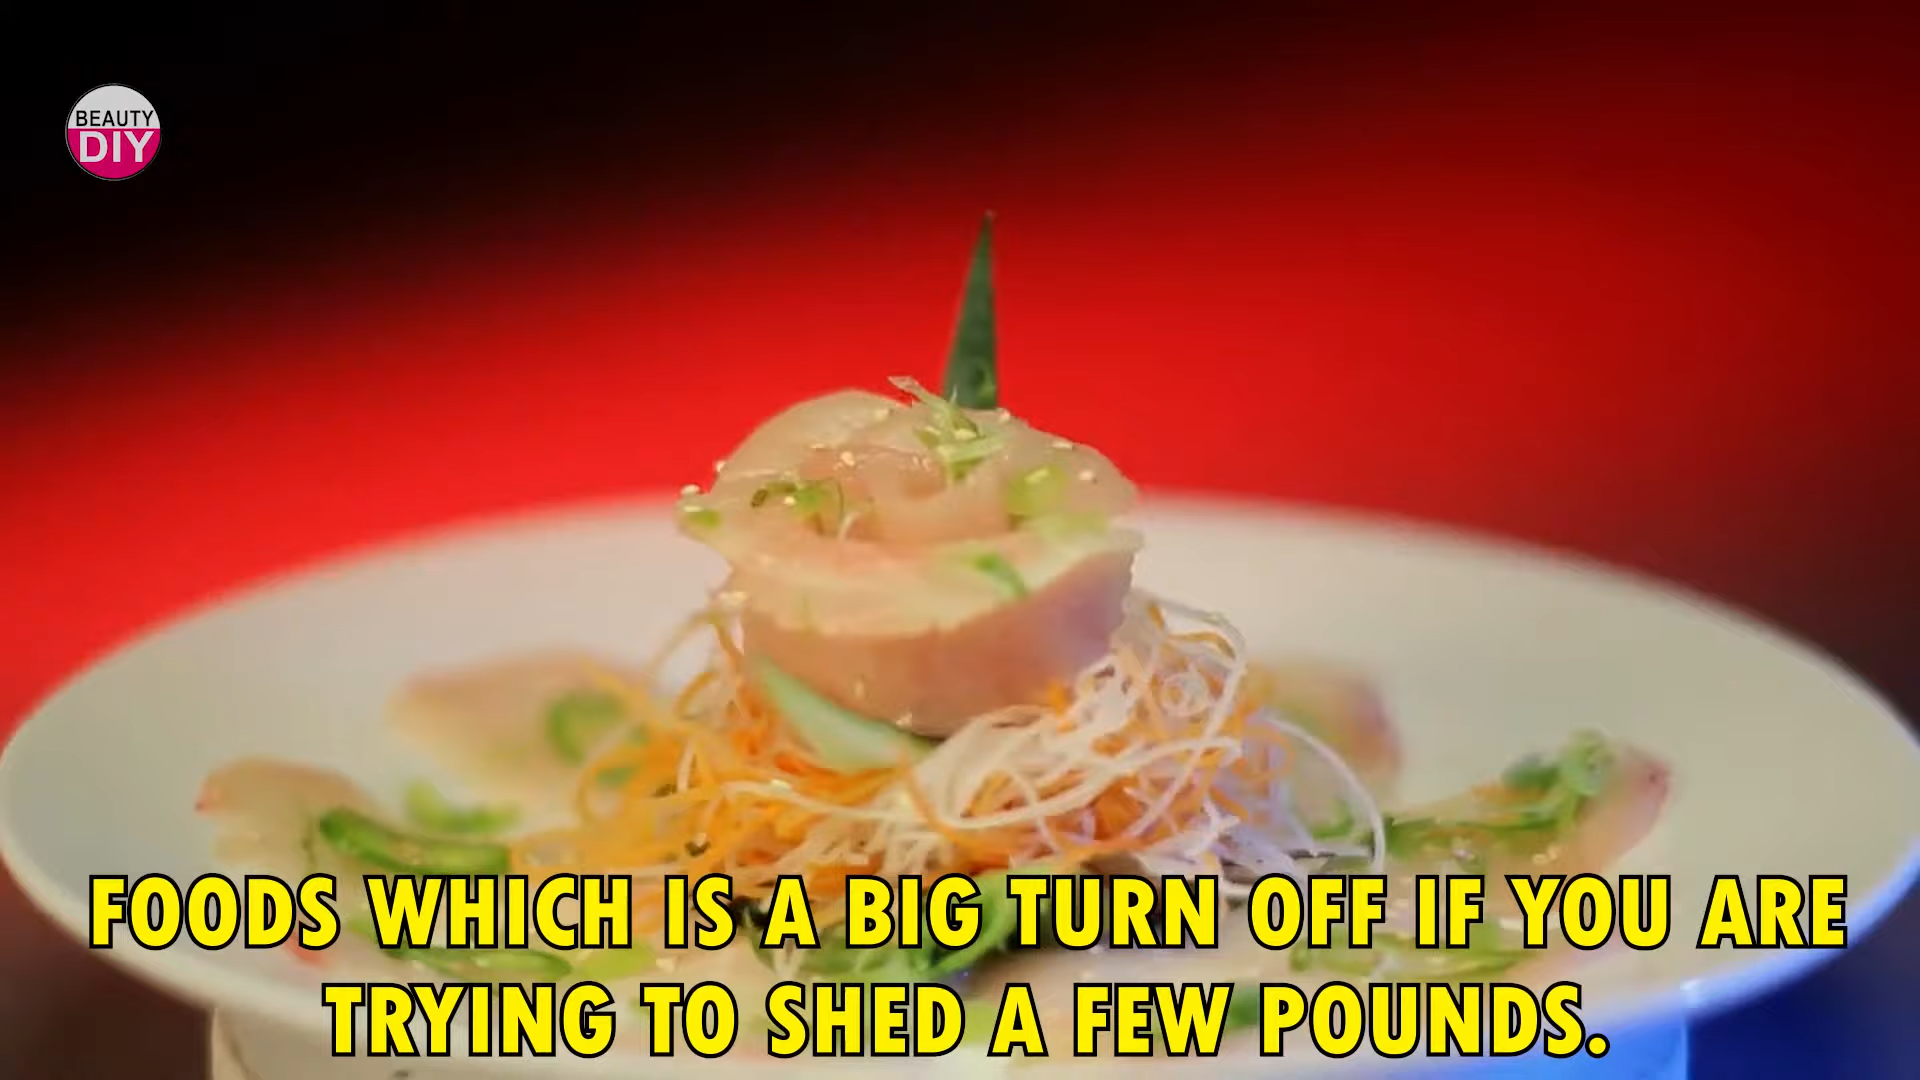 BEAUTY
DIY
FOODS WHICH IS A BIG TURN OFF IF YOU ARE
TRYING TO SHED A FEW POUNDS.